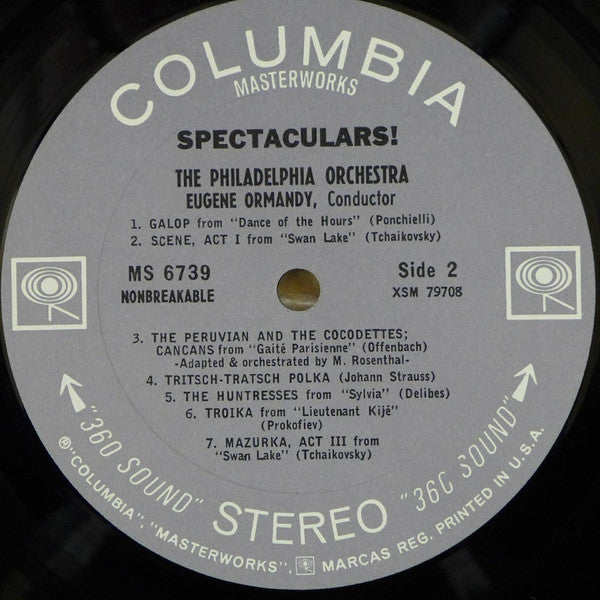 COLUMBIA
MASTERWORKS
SPECTACULARS!
THE PHILADELPHIA ORCHESTRA
EUGENE ORMANDY, Conductor
1. GALOP from "Dance of the Hours" (Ponchielli)
2. SCENE, ACT I from "Swan Lake" (Tchaikovsky)
MS 6739
NONBREAKABLE
Side 2
XSM 79708
3. THE PERUVIAN AND THE COCODETTES;
CANCANS from "Gaité Parisienne" (Offenbach)
-Adapted & orchestrated by M. Rosenthal-
4. TRITSCH-TRATSCH POLKA (Johann Strauss)
5. THE HUNTRESSES from "Sylvia" (Delibes)
6. TROIKA from "Lieutenant Kijé"
(Prokofiev)
7. MAZURKA, ACT III from
"Swan Lake" (Tchaikovsky)
"360 SOUND" STEREO "360 SOUND"
®"COLUMBIA", "MASTERWORKS", MARCAS REG. PRINTED IN U.S.A.